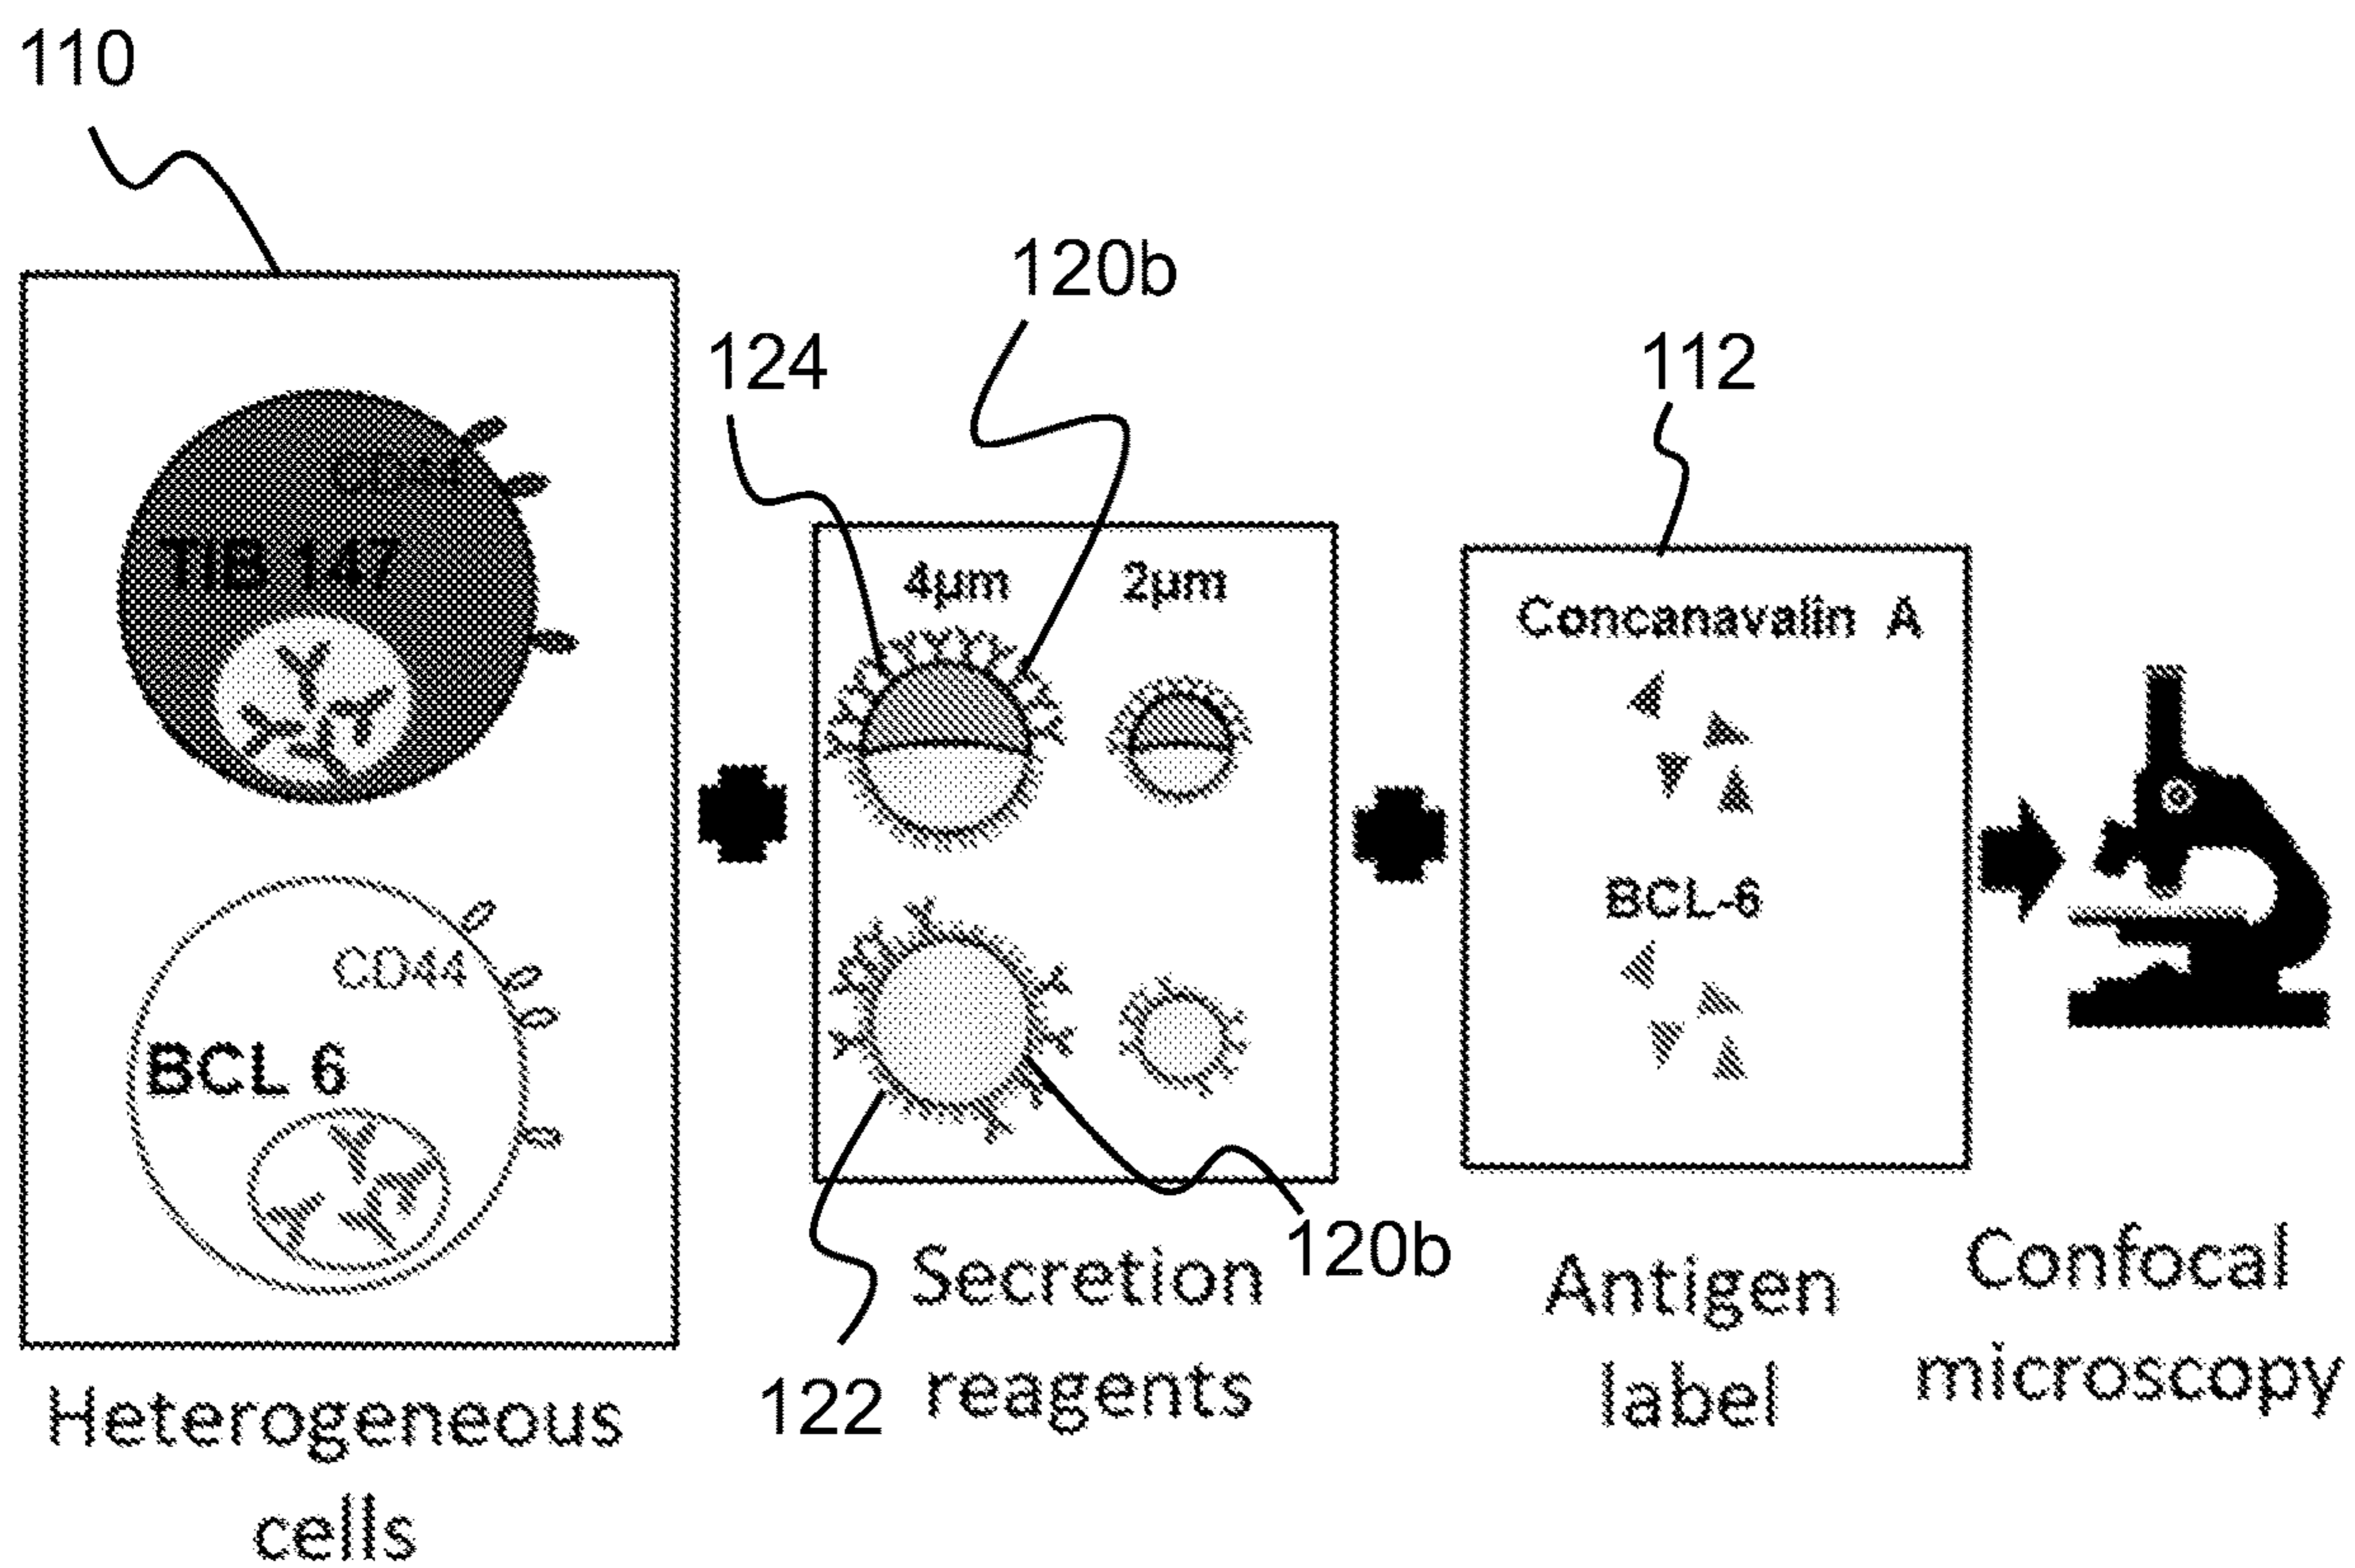 110
120b
124
112
CD44
TIB 147
4µm
2µm
Concanavalin A
BCL-6
CD44
BCL 6
120b
122
Heterogeneous
cells
Secretion
reagents
Antigen
label
Confocal
microscopy